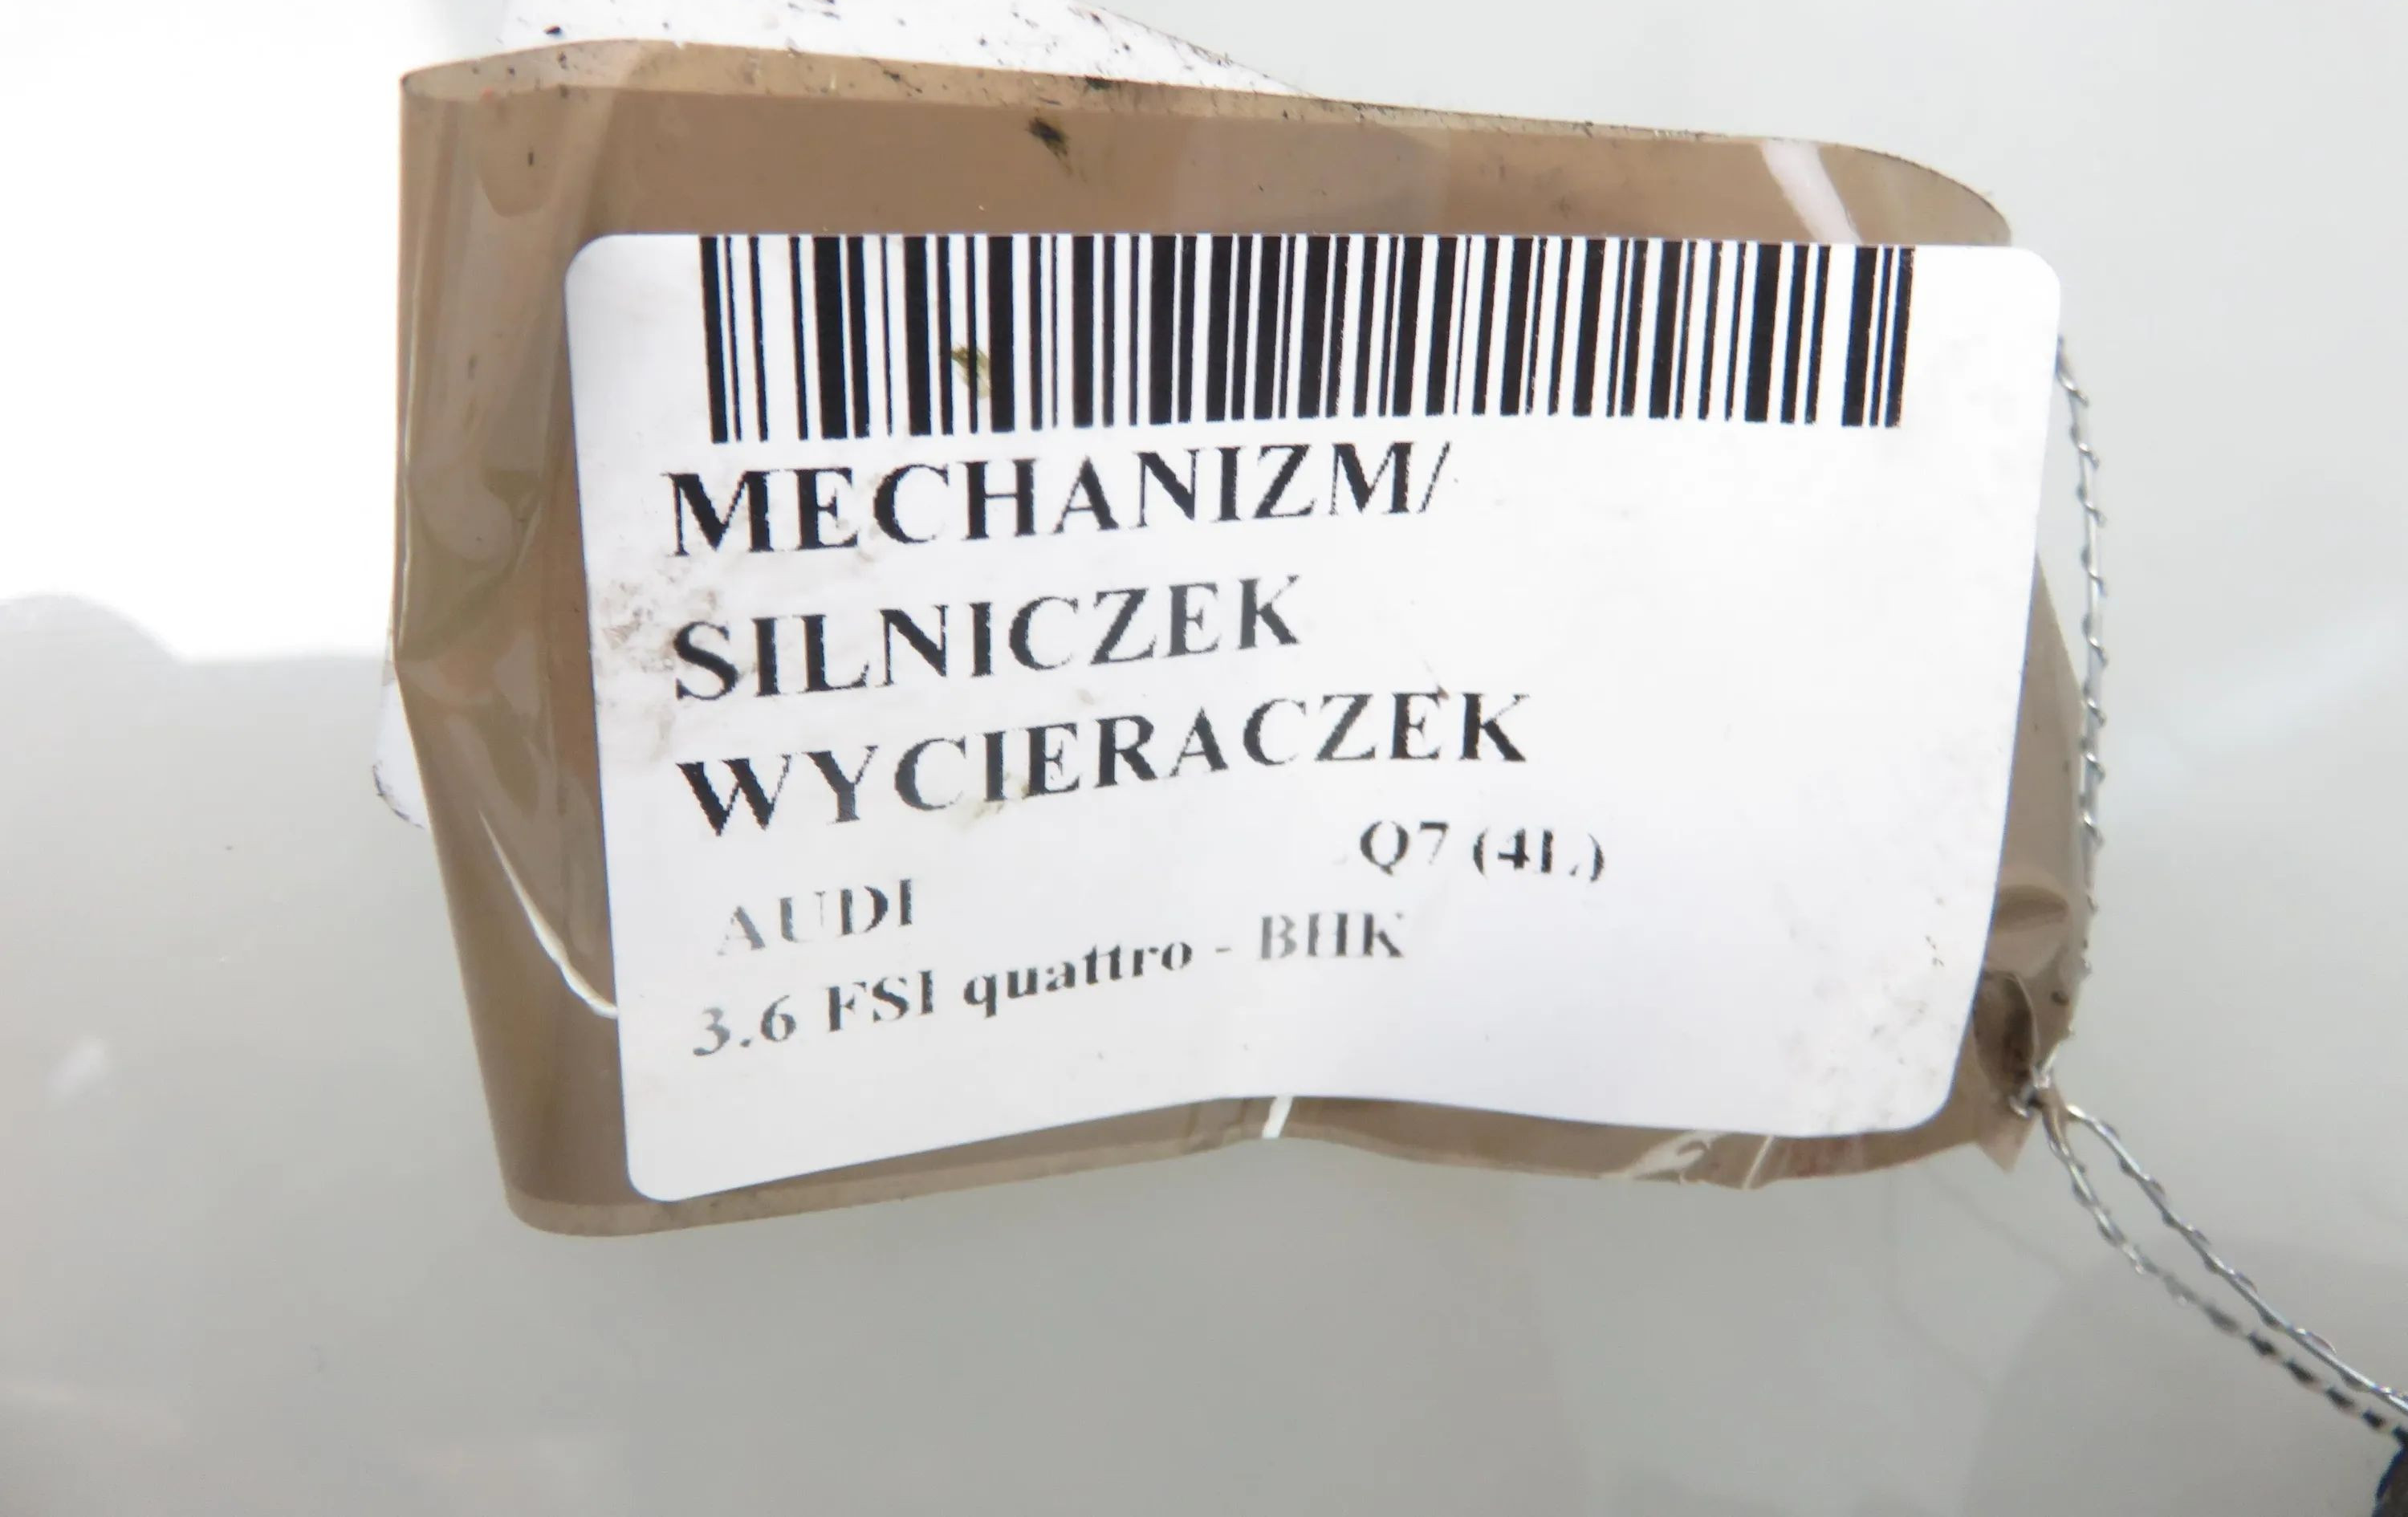 MECHANIZM/
SILNICZEK
WYCIERACZEK
AUDI Q7 (4L)
3.6 FSI quattro - BHK